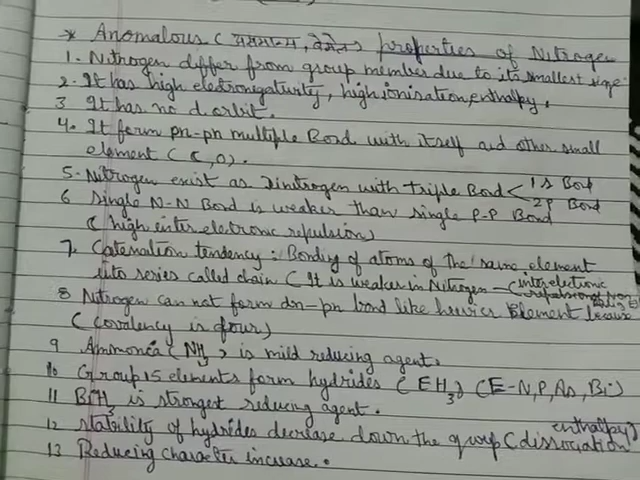 * Anomalous (असामान्य, ) properties of Nitrogen
1. Nitrogen differ from group member due to its smallest size
2. It has high electronegaturity, high ionisation enthalpy.
3 It has no d orbit.
4. It form pπ-pπ multiple Bond with itself and other small
element (C, O).
5. Nitrogen exist as dinitrogen with Triple Bond < 1 s Bond
2p Bond
6 Single N-N Bond is weaker than single P-P Bond
(high inter electronic repulsion)
7. Catenation tendency: Bonding of atoms of the same element
into series called chain (It is weaker in Nitrogen - (inter electronic
repulsion of non
8 Nitrogen can not form dπ-pπ bond like heavier Element because
(covalency is four)
9 Ammonia (NH3) is mild reducing agent.
10 Group 15 elements form hydrides (EH3) (E-N,P,As,Bi)
11 BiH3 is strongest reducing agent.
12 Stability of hydrides decrease down the group (dissociation enthalpy)
13 Reducing character increase.